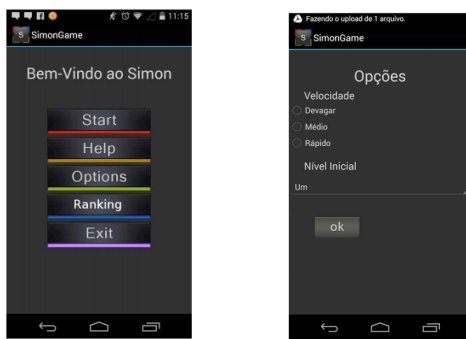 11:15
S SimonGame
Bem-Vindo ao Simon
Start
Help
Options
Ranking
Exit
Fazendo o upload de 1 arquivo.
S SimonGame
Opções
Velocidade
Devagar
Médio
Rápido
Nível Inicial
Um
ok